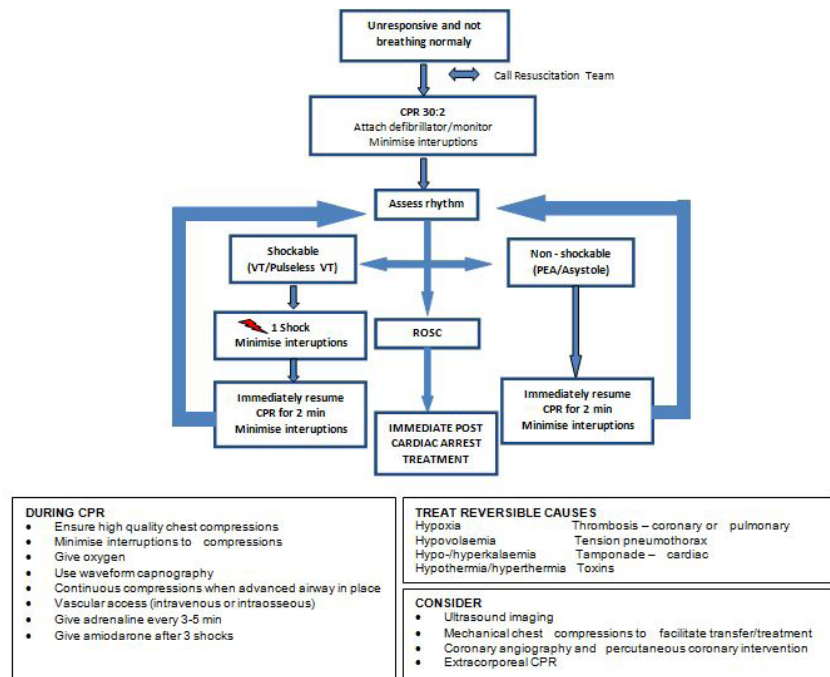 Unresponsive and not
breathing normaly
Call Resuscitation Team
CPR 30:2
Attach defibrillator/monitor
Minimise interuptions
Assess rhythm
Shockable
(VT/Pulseless VT)
Non - shockable
(PEA/Asystole)
1 Shock
Minimise interuptions
ROSC
Immediately resume
CPR for 2 min
Minimise interuptions
IMMEDIATE POST
CARDIAC ARREST
TREATMENT
Immediately resume
CPR for 2 min
Minimise interuptions
DURING CPR
• Ensure high quality chest compressions
• Minimise interruptions to compressions
• Give oxygen
• Use waveform capnography
• Continuous compressions when advanced airway in place
• Vascular access (intravenous or intraosseous)
• Give adrenaline every 3-5 min
• Give amiodarone after 3 shocks
TREAT REVERSIBLE CAUSES
Hypoxia Thrombosis – coronary or pulmonary
Hypovolaemia Tension pneumothorax
Hypo-/hyperkalaemia Tamponade – cardiac
Hypothermia/hyperthermia Toxins
CONSIDER
• Ultrasound imaging
• Mechanical chest compressions to facilitate transfer/treatment
• Coronary angiography and percutaneous coronary intervention
• Extracorporeal CPR